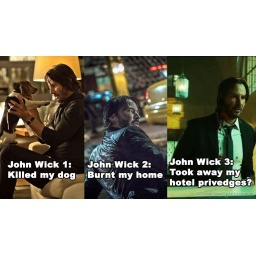 John Wick 1:
Killed my dog
John Wick 2:
Burnt my home
John Wick 3:
Took away my
hotel privedges?